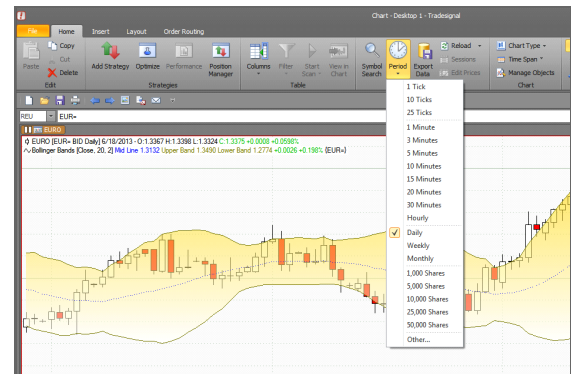 Chart - Desktop 1 - Tradesignal
File Home Insert Layout Order Routing
Paste Copy Cut Delete
Add Strategy Optimize Performance Position Manager
Columns Filter Start Scan View in Chart
Symbol Search Period Export Data Reload Sessions Edit Prices
Chart Type Time Span Manage Objects
Edit Strategies Table Chart
REU EUR=
EURO
EURO [EUR= BID Daily] 6/18/2013 - O:1.3367 H:1.3398 L:1.3324 C:1.3375 +0.0008 +0.0598%
Bollinger Bands [Close, 20, 2] Mid Line 1.3132 Upper Band 1.3490 Lower Band 1.2774 +0.0026 +0.198% {EUR=}
1 Tick
10 Ticks
25 Ticks
1 Minute
3 Minutes
5 Minutes
10 Minutes
15 Minutes
20 Minutes
30 Minutes
Hourly
Daily
Weekly
Monthly
1,000 Shares
5,000 Shares
10,000 Shares
25,000 Shares
50,000 Shares
Other...